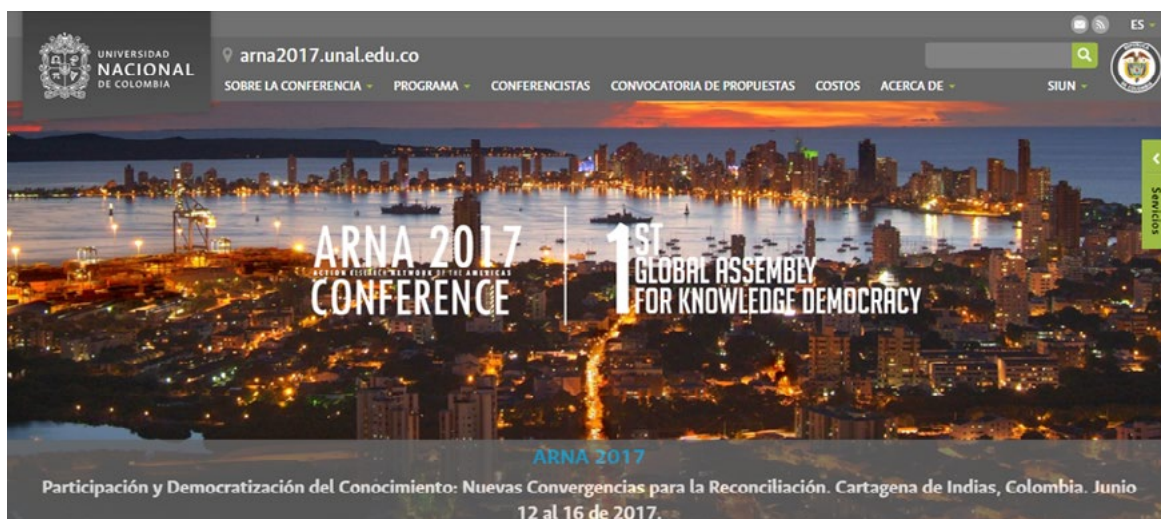 ES
UNIVERSIDAD
NACIONAL
DE COLOMBIA
arna2017.unal.edu.co
SOBRE LA CONFERENCIA PROGRAMA CONFERENCISTAS CONVOCATORIA DE PROPUESTAS COSTOS ACERCA DE SIUN
Servicios
ARNA 2017
ACTION RESEARCH NETWORK OF THE AMERICAS
CONFERENCE
1ST
GLOBAL ASSEMBLY
FOR KNOWLEDGE DEMOCRACY
ARNA 2017
Participación y Democratización del Conocimiento: Nuevas Convergencias para la Reconciliación. Cartagena de Indias, Colombia. Junio
12 al 16 de 2017.